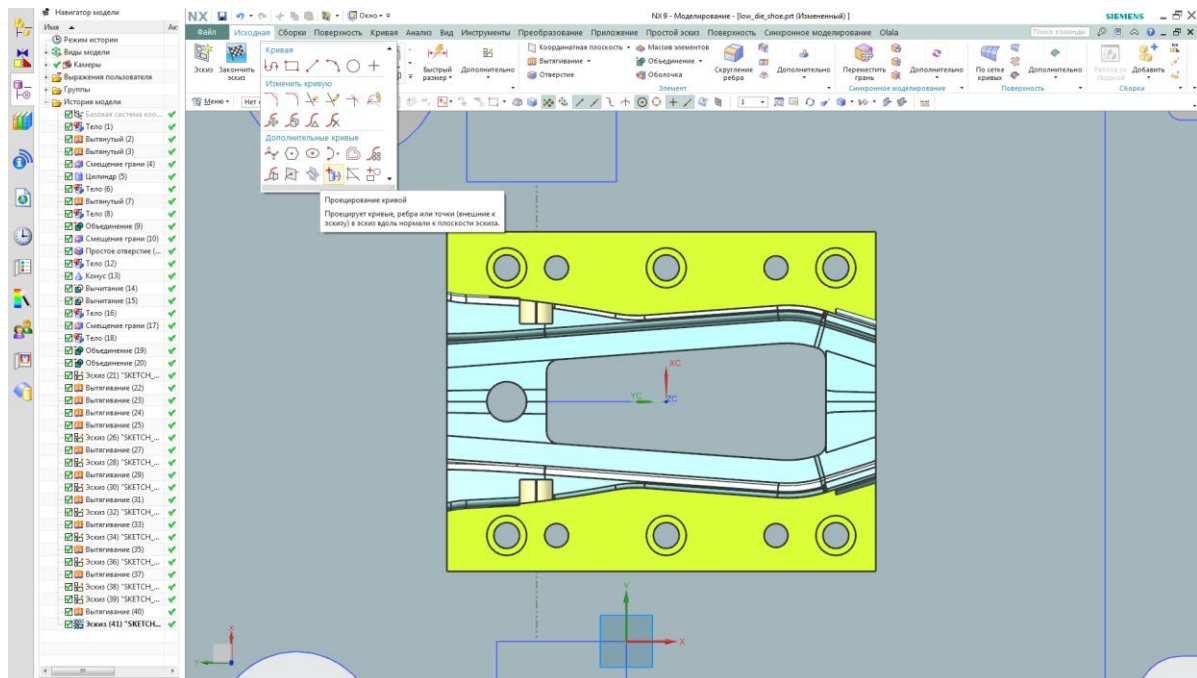 Навигатор модели
Имя
Ак
Режим истории
Виды модели
Камеры
Выражения пользователя
Группы
История модели
Базовая система коо...
Тело (1)
Вытянутый (2)
Вытянутый (3)
Смещение грани (4)
Цилиндр (5)
Тело (6)
Вытянутый (7)
Тело (8)
Объединение (9)
Смещение грани (10)
Простое отверстие (...
Тело (12)
Конус (13)
Вычитание (14)
Вычитание (15)
Тело (16)
Смещение грани (17)
Тело (18)
Объединение (19)
Объединение (20)
Эскиз (21) "SKETCH_...
Вытягивание (22)
Вытягивание (23)
Вытягивание (24)
Вытягивание (25)
Эскиз (26) "SKETCH_...
Вытягивание (27)
Эскиз (28) "SKETCH_...
Вытягивание (29)
Эскиз (30) "SKETCH_...
Вытягивание (31)
Эскиз (32) "SKETCH_...
Вытягивание (33)
Эскиз (34) "SKETCH_...
Вытягивание (35)
Эскиз (36) "SKETCH_...
Вытягивание (37)
Эскиз (38) "SKETCH_...
Эскиз (39) "SKETCH_...
Вытягивание (40)
Эскиз (41) "SKETCH...
NX
Окно
NX 9 - Моделирование - [low_die_shoe.prt (Измененный) ]
SIEMENS
Файл Исходная Сборки Поверхность Кривая Анализ Вид Инструменты Преобразование Приложение Простой эскиз Поверхность Синхронное моделирование Olala
Поиск команды
Эскиз
Закончить эскиз
Быстрый размер
Дополнительно
Координатная плоскость
Вытягивание
Отверстие
Массив элементов
Объединение
Оболочка
Скругление ребра
Дополнительно
Элемент
Переместить грань
Дополнительно
Синхронное моделирование
По сетке кривых
Дополнительно
Поверхность
Работа со сборкой
Добавить
Сборки
Меню
Нет
1
Кривая
Изменить кривую
Дополнительные кривые
Проецирование кривой
Проецирует кривые, ребра или точки (внешние к
эскизу) в эскиз вдоль нормали к плоскости эскиза.
XC
YC
ZC
Y
X
X
Y